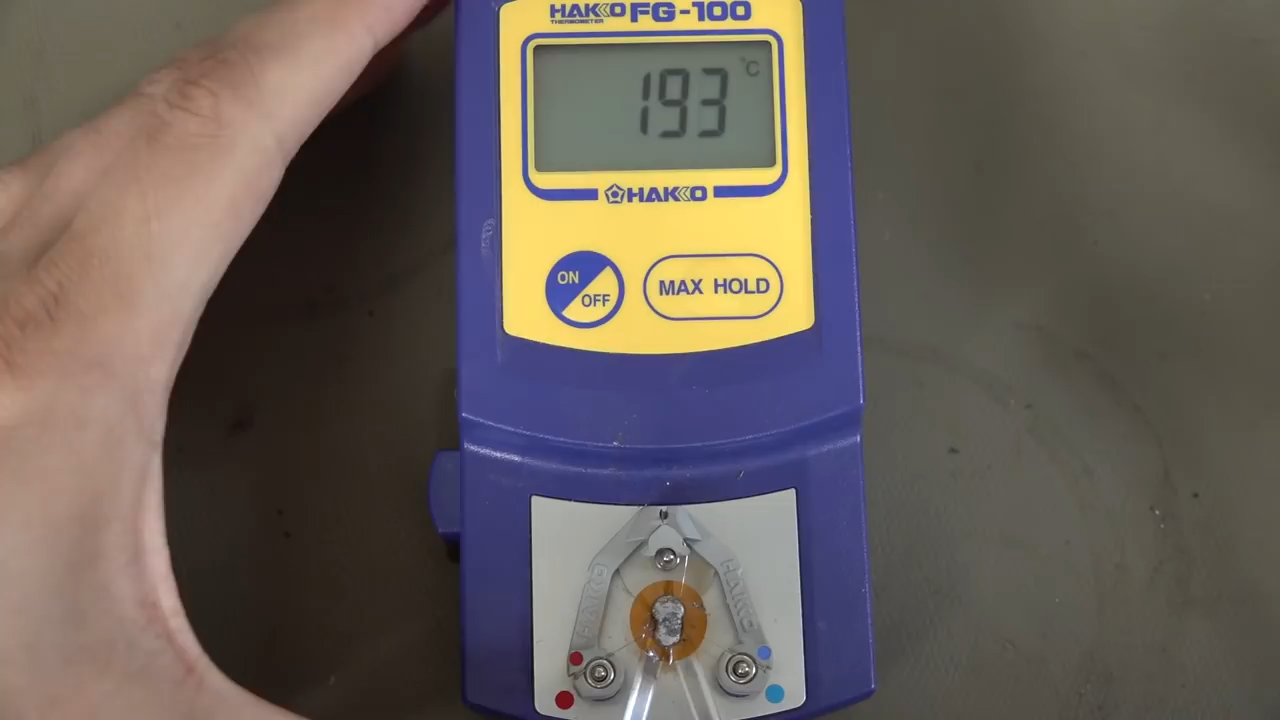 HAKKO FG-100
THERMOMETER
193 °C
HAKKO
ON
OFF
MAX HOLD
HAKKO
HAKKO